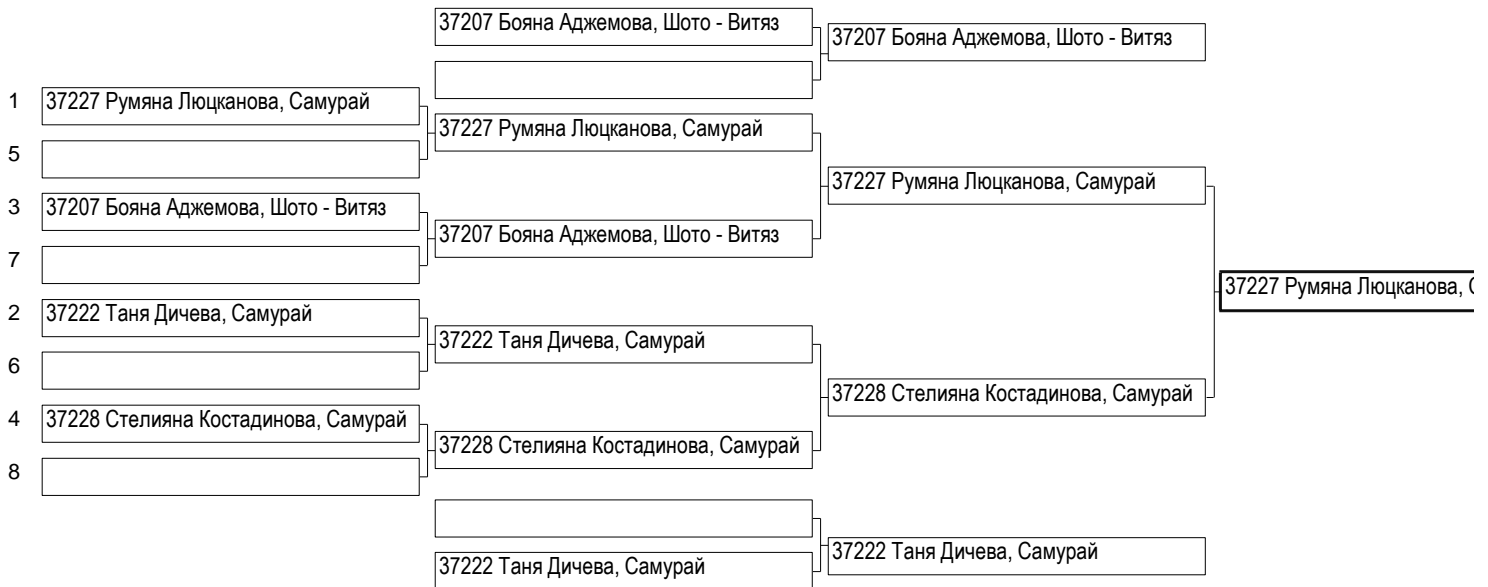 37207 Бояна Аджемова, Шото - Витяз
37207 Бояна Аджемова, Шото - Витяз
1 37227 Румяна Люцканова, Самурай
37227 Румяна Люцканова, Самурай
5
37227 Румяна Люцканова, Самурай
3 37207 Бояна Аджемова, Шото - Витяз
37207 Бояна Аджемова, Шото - Витяз
7
37227 Румяна Люцканова,
2 37222 Таня Дичева, Самурай
37222 Таня Дичева, Самурай
6
37228 Стелияна Костадинова, Самурай
4 37228 Стелияна Костадинова, Самурай
37228 Стелияна Костадинова, Самурай
8
37222 Таня Дичева, Самурай
37222 Таня Дичева, Самурай